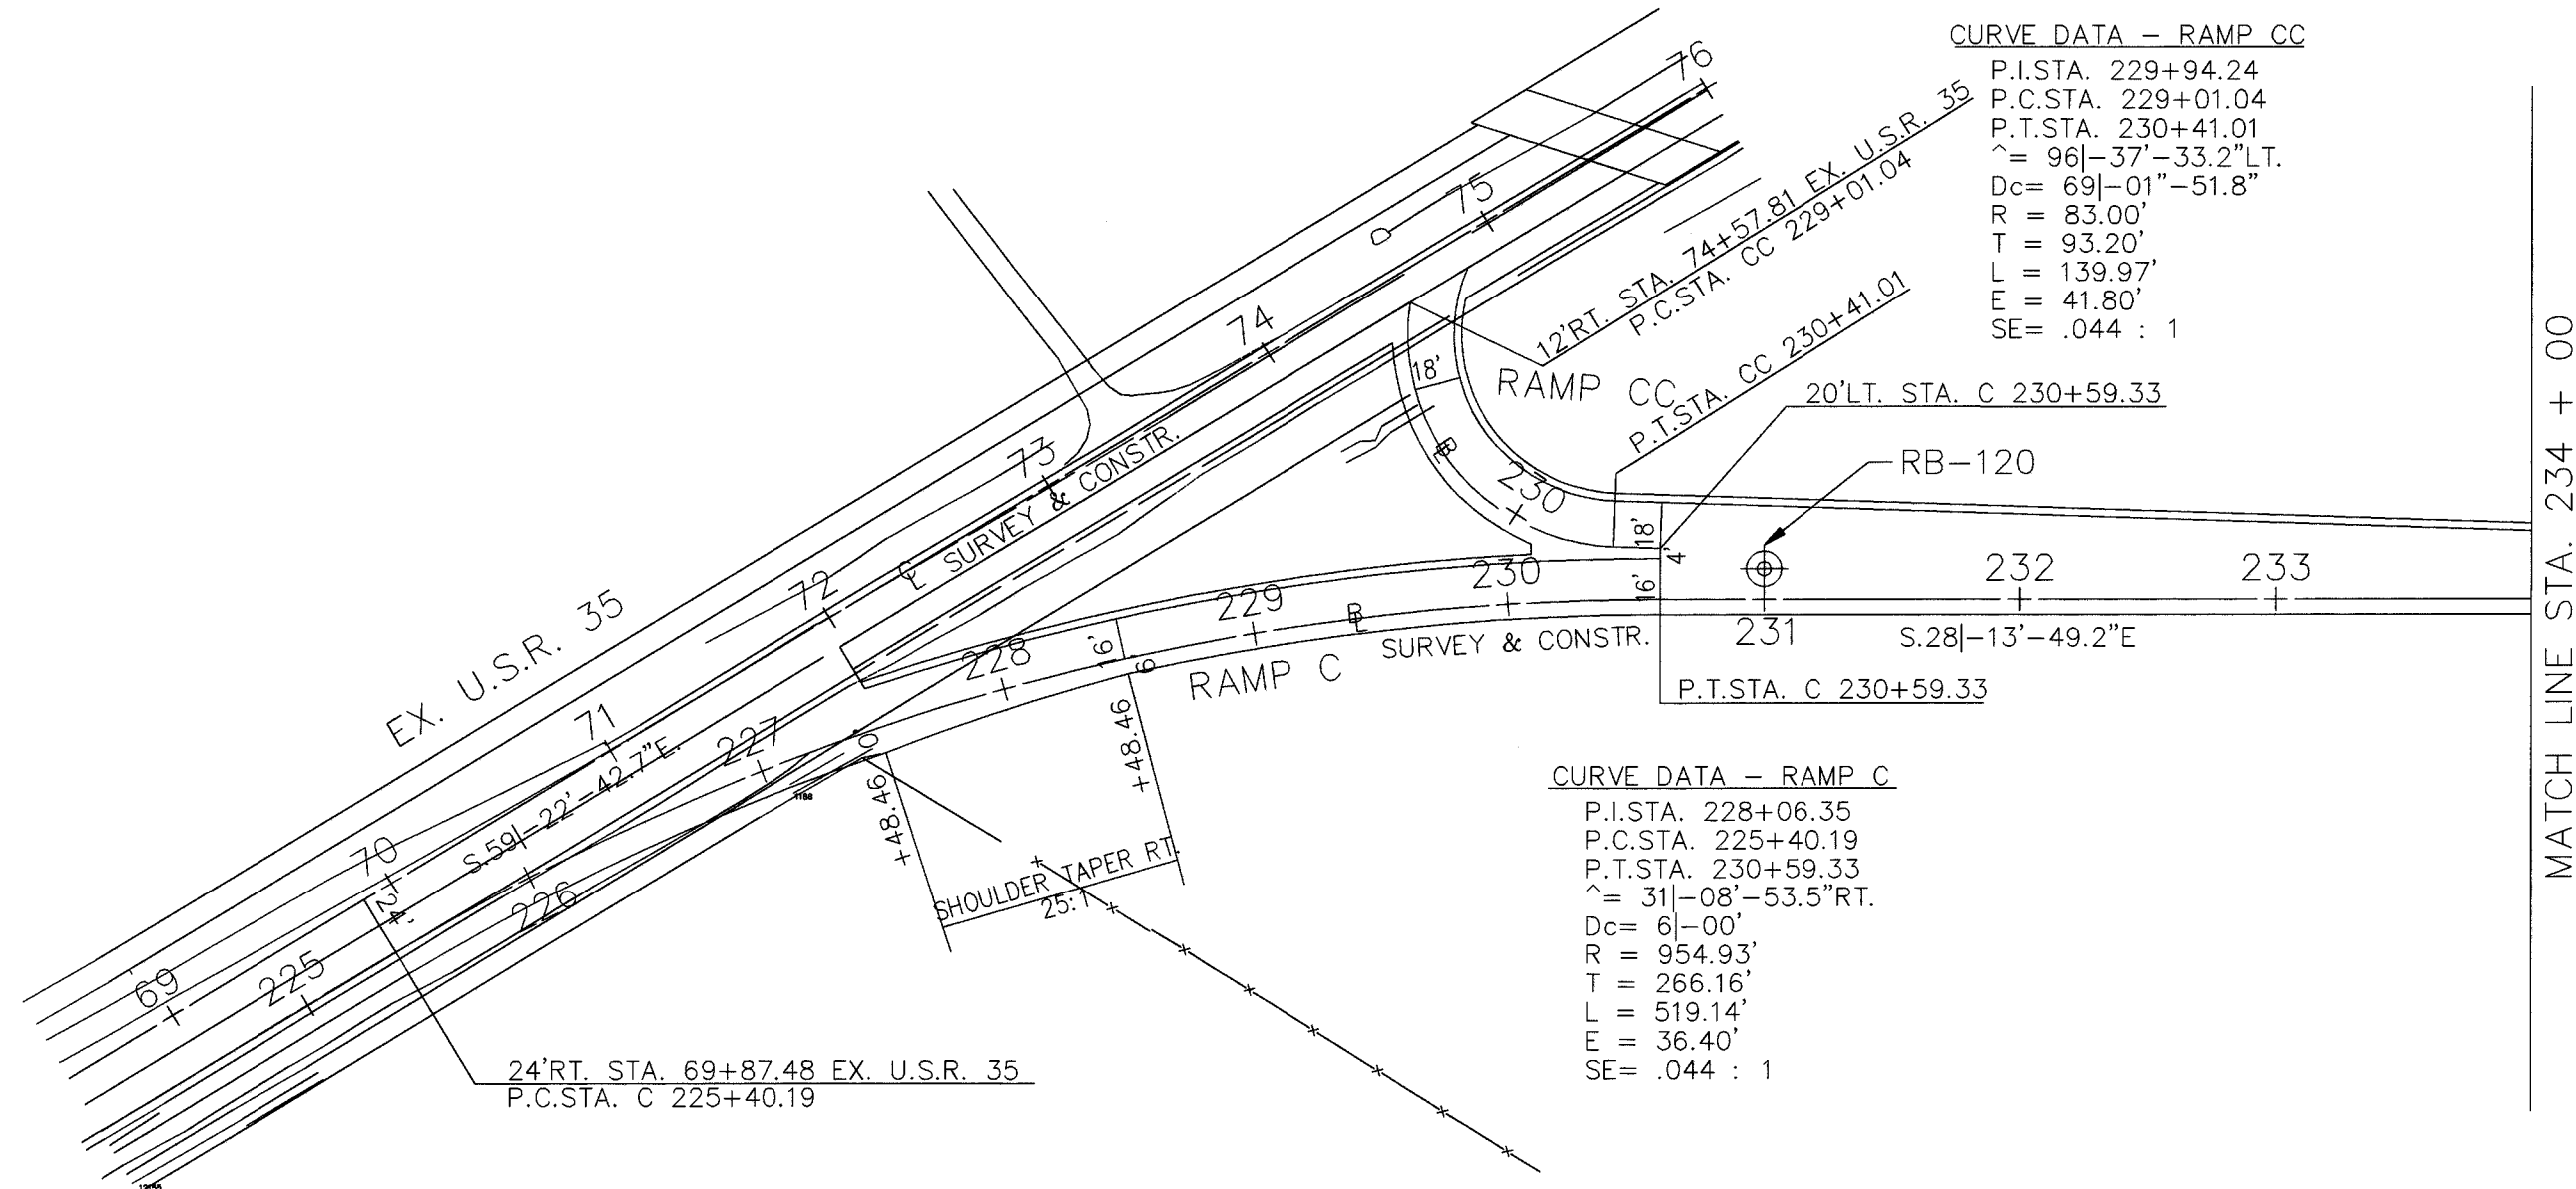 CURVE DATA – RAMP CC
P.I.STA. 229+94.24
P.C.STA. 229+01.04
P.T.STA. 230+41.01
^= 96|–37'–33.2"LT.
Dc= 69|–01"–51.8"
R = 83.00'
T = 93.20'
L = 139.97'
E = 41.80'
SE= .044 : 1
76
75
74
73
72
71
70
69
12'RT. STA. 74+57.81 EX. U.S.R. 35
P.C.STA. CC 229+01.04
P.T.STA. CC 230+41.01
RAMP CC
18'
20'LT. STA. C 230+59.33
RB–120
℄ SURVEY & CONSTR.
EX. U.S.R. 35
S.59|–22'–42.7"E.
BL
230
18'
4'
16'
225
226
227
228
229
230
231
232
233
BL
SURVEY & CONSTR.
S.28|–13'–49.2"E
P.T.STA. C 230+59.33
RAMP C
16'
6'
0'
+48.46
+48.46
SHOULDER TAPER RT.
25:1
1188
24'
24'RT. STA. 69+87.48 EX. U.S.R. 35
P.C.STA. C 225+40.19
CURVE DATA – RAMP C
P.I.STA. 228+06.35
P.C.STA. 225+40.19
P.T.STA. 230+59.33
^= 31|–08'–53.5"RT.
Dc= 6|–00'
R = 954.93'
T = 266.16'
L = 519.14'
E = 36.40'
SE= .044 : 1
MATCH LINE STA. 234 + 00